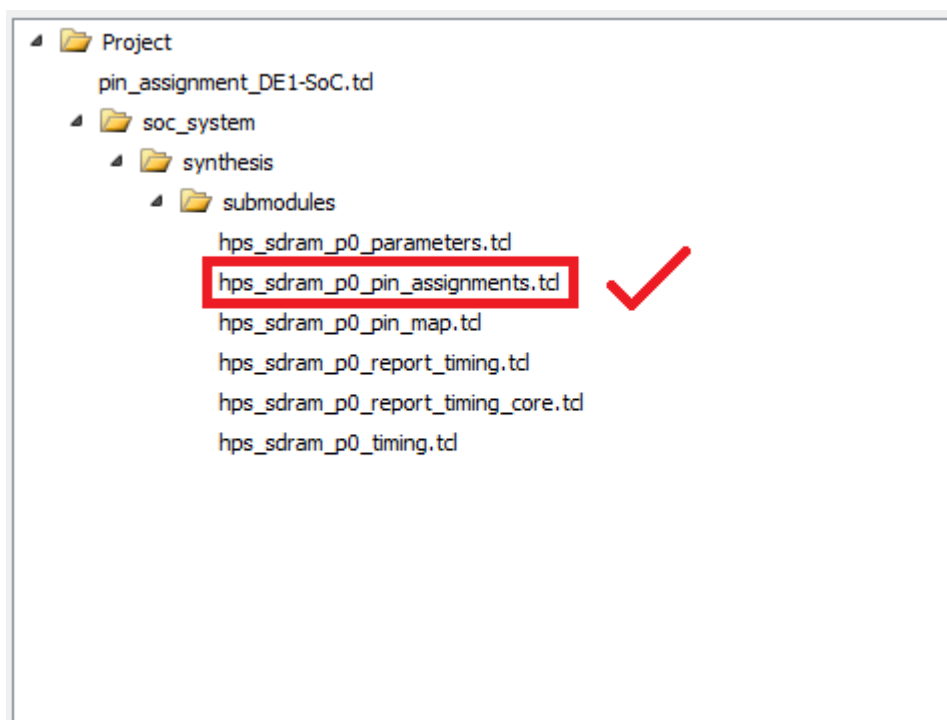 Project
pin_assignment_DE1-SoC.tcl
soc_system
synthesis
submodules
hps_sdram_p0_parameters.tcl
hps_sdram_p0_pin_assignments.tcl
hps_sdram_p0_pin_map.tcl
hps_sdram_p0_report_timing.tcl
hps_sdram_p0_report_timing_core.tcl
hps_sdram_p0_timing.tcl